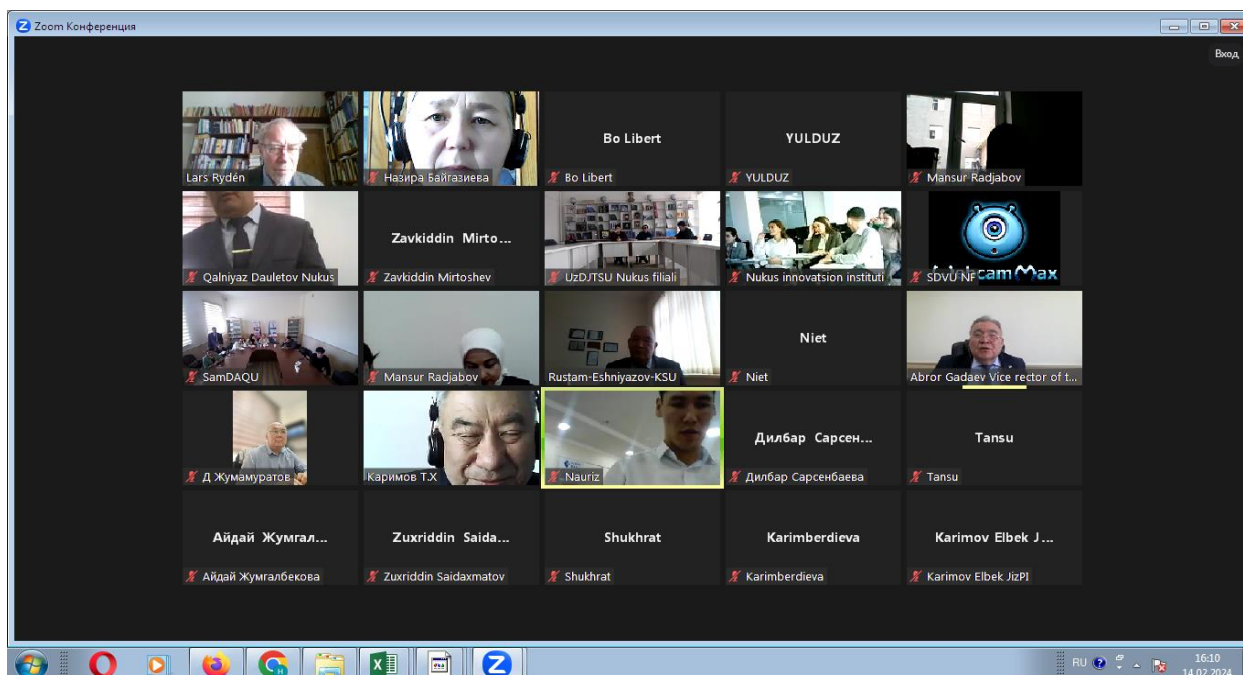 Zoom Конференция
Вход
Lars Rydén
Назира Байгазиева
Bo Libert
Bo Libert
YULDUZ
YULDUZ
Mansur Radjabov
Qalniyaz Dauletov Nukus
Zavkiddin Mirto...
Zavkiddin Mirtoshev
UzDJTSU Nukus filiali
Nukus innovatsion instituti
cam Max
SDVU NF
SamDAQU
Mansur Radjabov
Rustam-Eshniyazov-KSU
Niet
Niet
Abror Gadaev Vice rector of t...
Д Жумамуратов
Каримов Т.Х
Nauriz
Дилбар Сарсен...
Дилбар Сарсенбаева
Tansu
Tansu
Айдай Жумгал...
Айдай Жумгалбекова
Zuxriddin Saida...
Zuxriddin Saidaxmatov
Shukhrat
Shukhrat
Karimberdieva
Karimberdieva
Karimov Elbek J...
Karimov Elbek JizPI
RU
16:10
14.02.2024